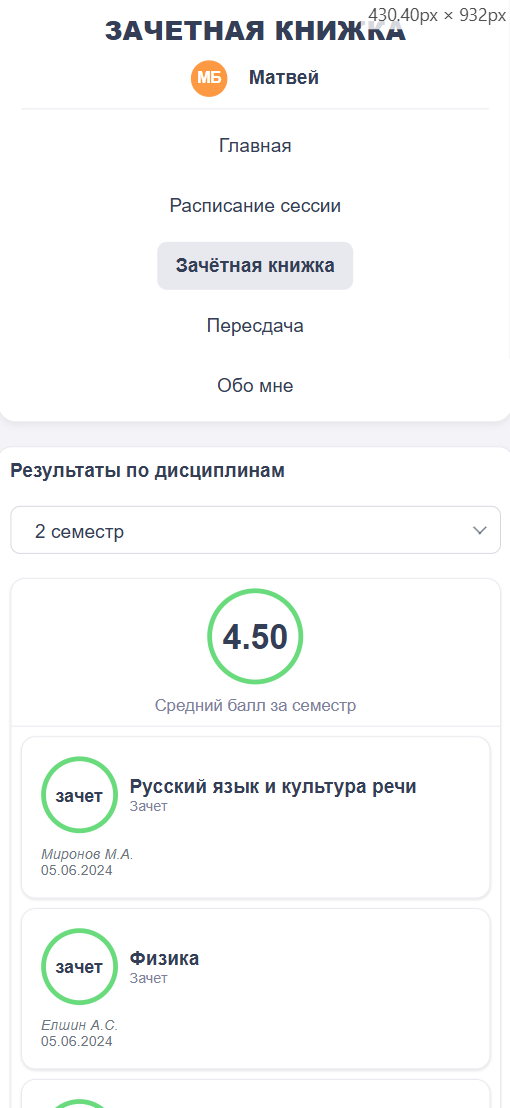 430.40px × 932px
ЗАЧЕТНАЯ КНИЖКА
МБ Матвей
Главная
Расписание сессии
Зачётная книжка
Пересдача
Обо мне
Результаты по дисциплинам
2 семестр
4.50
Средний балл за семестр
зачет
Русский язык и культура речи
Зачет
Миронов М.А.
05.06.2024
зачет
Физика
Зачет
Елшин А.С.
05.06.2024